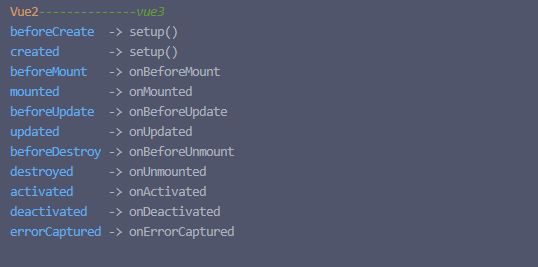 Vue2--------------vue3
beforeCreate  -> setup()
created       -> setup()
beforeMount   -> onBeforeMount
mounted       -> onMounted
beforeUpdate  -> onBeforeUpdate
updated       -> onUpdated
beforeDestroy -> onBeforeUnmount
destroyed     -> onUnmounted
activated     -> onActivated
deactivated   -> onDeactivated
errorCaptured -> onErrorCaptured